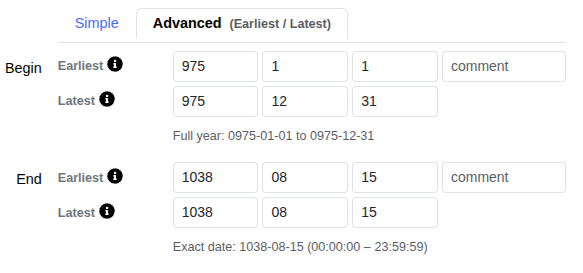 Simple Advanced (Earliest / Latest)
Begin Earliest 975 1 1 comment
Latest 975 12 31
Full year: 0975-01-01 to 0975-12-31
End Earliest 1038 08 15 comment
Latest 1038 08 15
Exact date: 1038-08-15 (00:00:00 – 23:59:59)